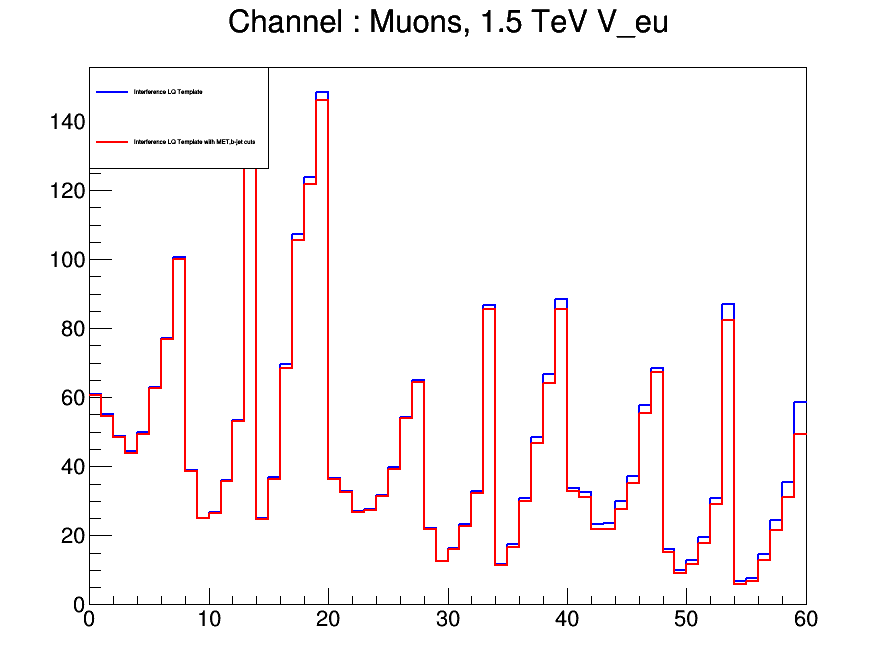 Channel : Muons, 1.5 TeV V_eu
Interference LQ Template
Interference LQ Template with MET,b-jet cuts
140
120
100
80
60
40
20
0
0 10 20 30 40 50 60